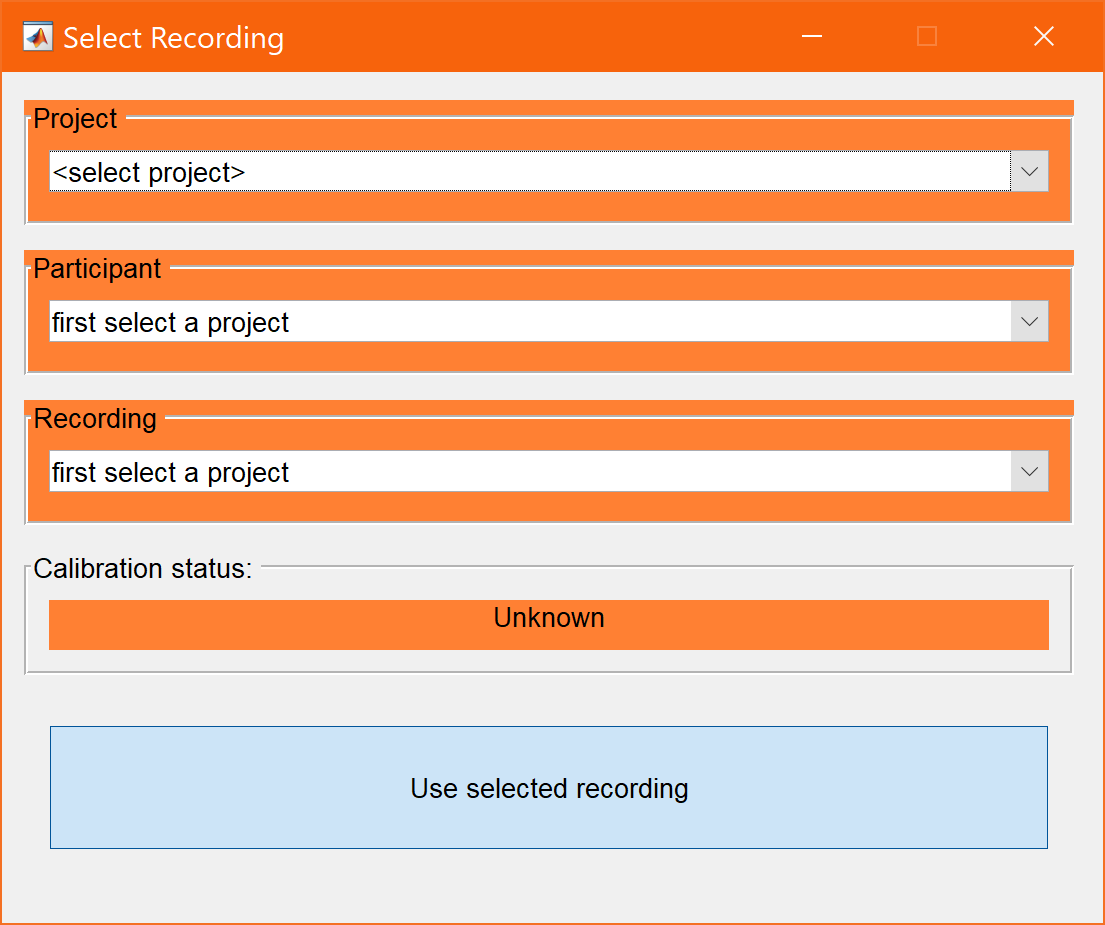 Select Recording
Project
<select project>
Participant
first select a project
Recording
first select a project
Calibration status:
Unknown
Use selected recording